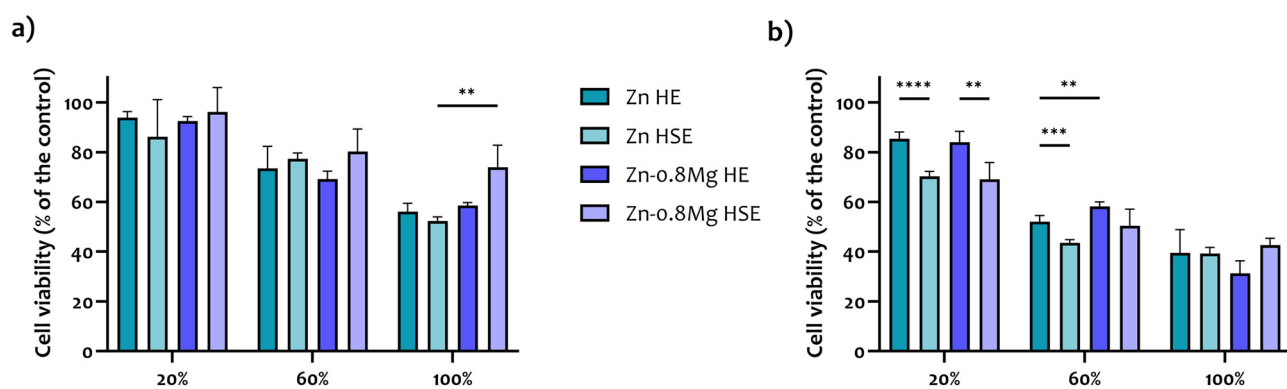 a)
Cell viability (% of the control)
100
80
60
40
20
0
20%
60%
100%
**
Zn HE
Zn HSE
Zn-0.8Mg HE
Zn-0.8Mg HSE
b)
Cell viability (% of the control)
100
80
60
40
20
0
20%
60%
100%
****
**
**
***